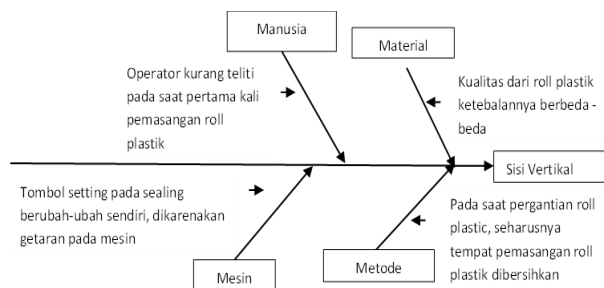 Manusia
Material
Operator kurang teliti
pada saat pertama kali
pemasangan roll
plastik
Kualitas dari roll plastik
ketebalannya berbeda -
beda
Sisi Vertikal
Tombol setting pada sealing
berubah-ubah sendiri, dikarenakan
getaran pada mesin
Pada saat pergantian roll
plastic, seharusnya
tempat pemasangan roll
plastik dibersihkan
Mesin
Metode